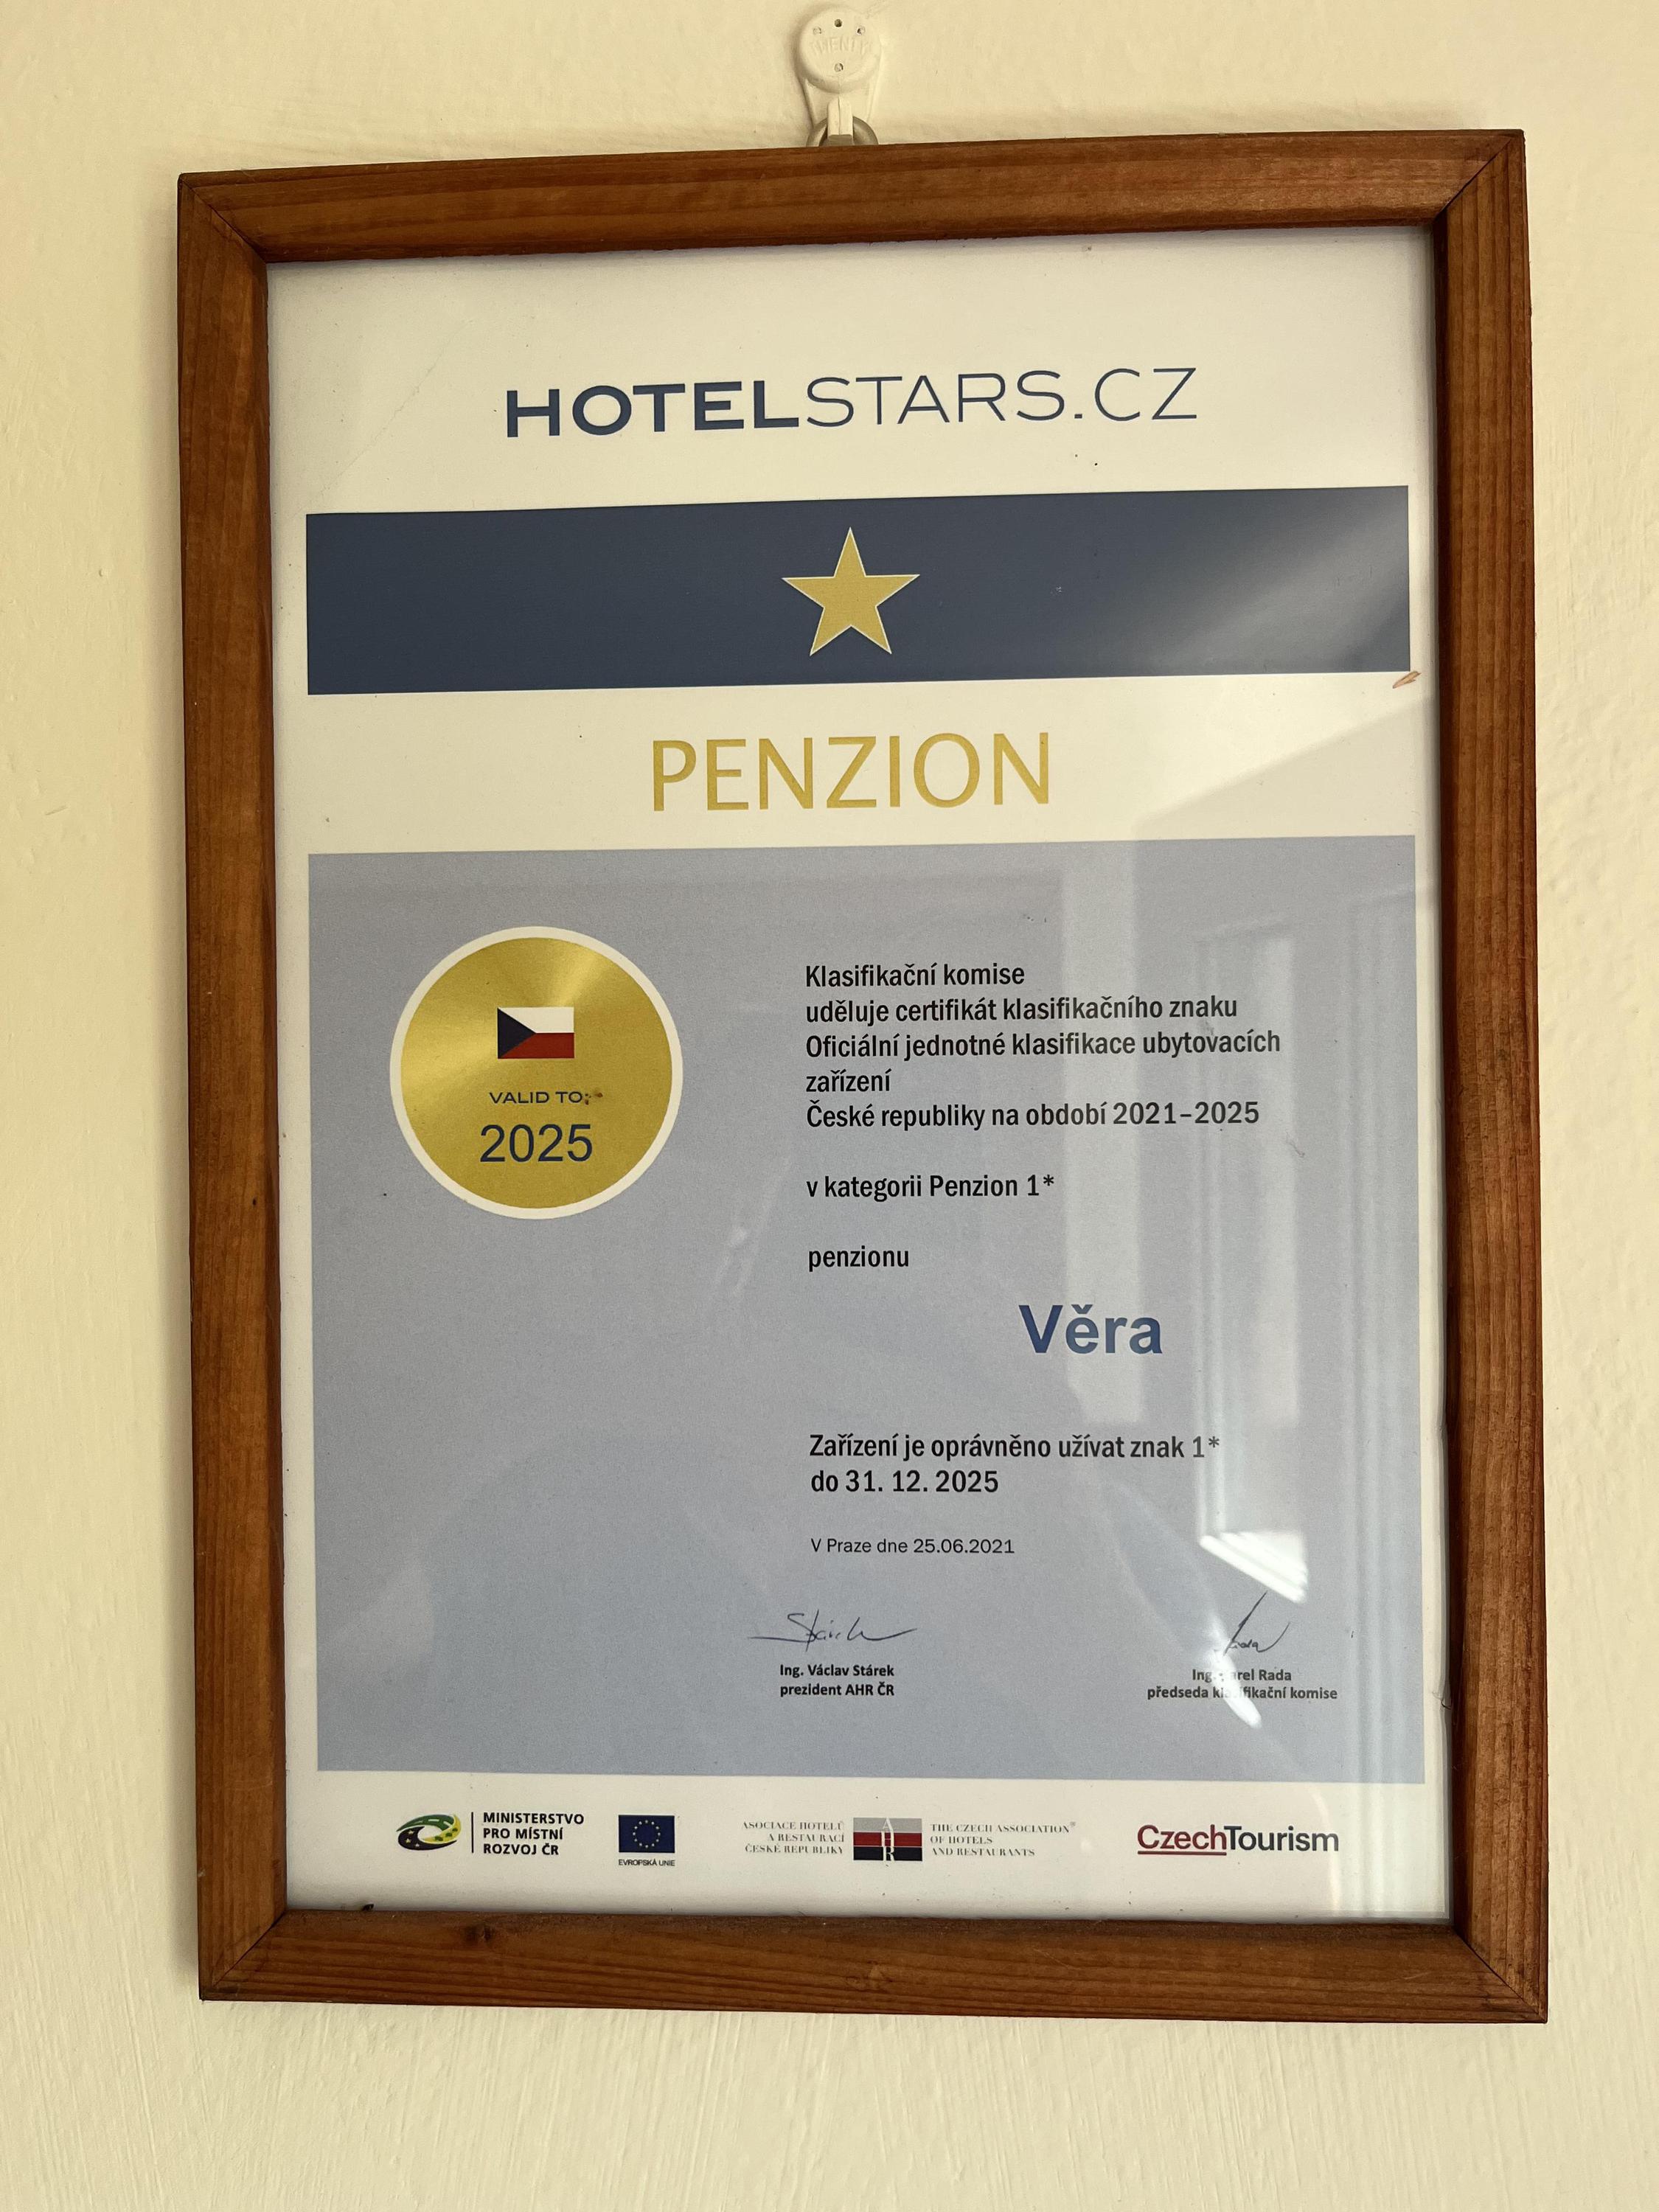 HOTELSTARS.CZ
PENZION
VALID TO:
2025
Klasifikační komise
uděluje certifikát klasifikačního znaku
Oficiální jednotné klasifikace ubytovacích
zařízení
České republiky na období 2021–2025
v kategorii Penzion 1*
penzionu
Věra
Zařízení je oprávněno užívat znak 1*
do 31. 12. 2025
V Praze dne 25.06.2021
Ing. Václav Stárek
prezident AHR ČR
Ing. Rada
předseda klasifikační komise
MINISTERSTVO
PRO MÍSTNÍ
ROZVOJ ČR
EVROPSKÁ UNIE
ASOCIACE HOTELŮ
A RESTAURACÍ
ČESKÉ REPUBLIKY
A
H
R
THE CZECH ASSOCIATION®
OF HOTELS
AND RESTAURANTS
CzechTourism